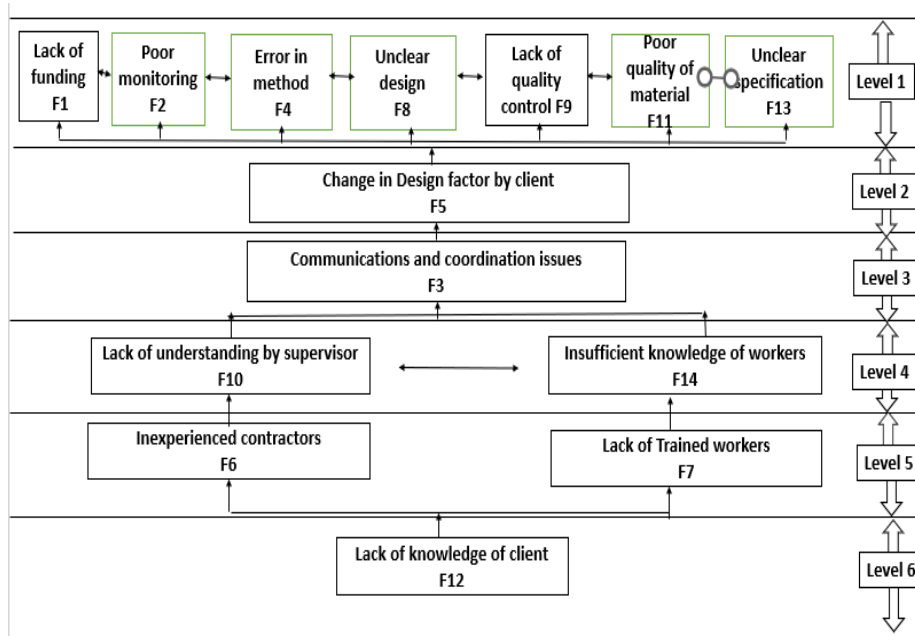 Lack of
funding
F1
Poor
monitoring
F2
Error in
method
F4
Unclear
design
F8
Lack of
quality
control F9
Poor
quality of
material
F11
Unclear
specification
F13
Level 1
Change in Design factor by client
F5
Level 2
Communications and coordination issues
F3
Level 3
Lack of understanding by supervisor
F10
Insufficient knowledge of workers
F14
Level 4
Inexperienced contractors
F6
Lack of Trained workers
F7
Level 5
Lack of knowledge of client
F12
Level 6